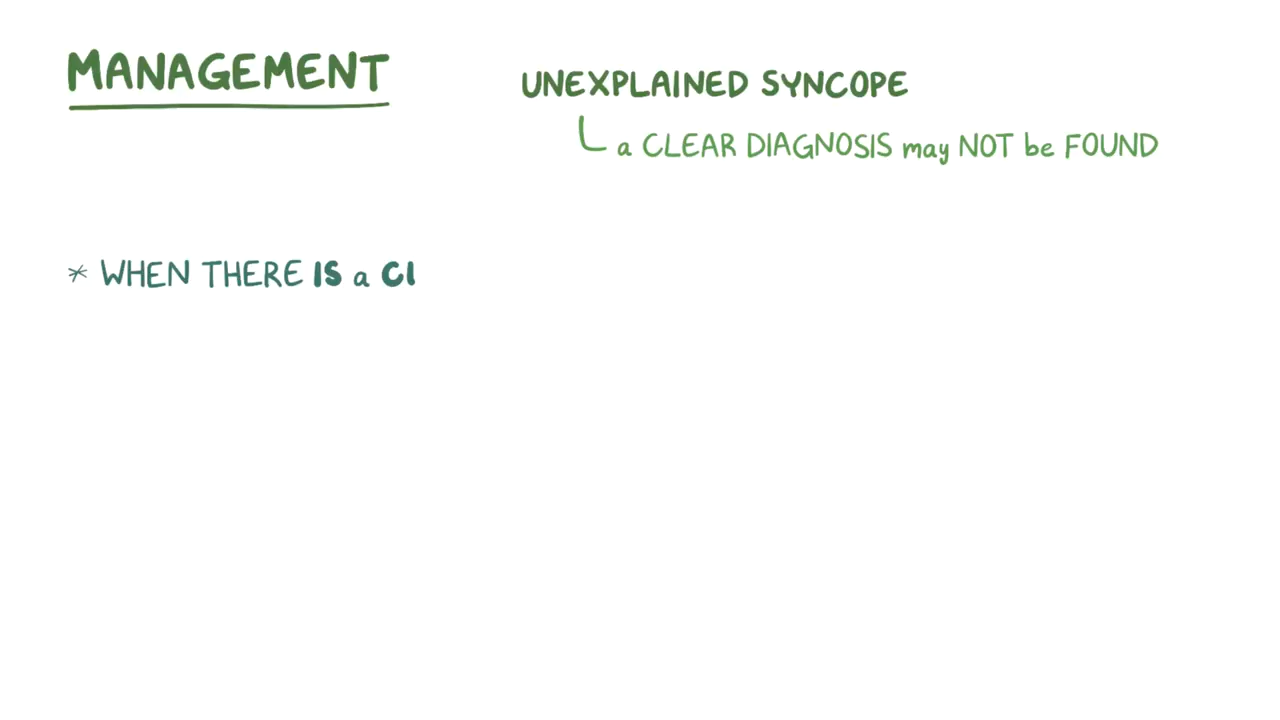 MANAGEMENT
UNEXPLAINED SYNCOPE
a CLEAR DIAGNOSIS may NOT be FOUND
* WHEN THERE IS a